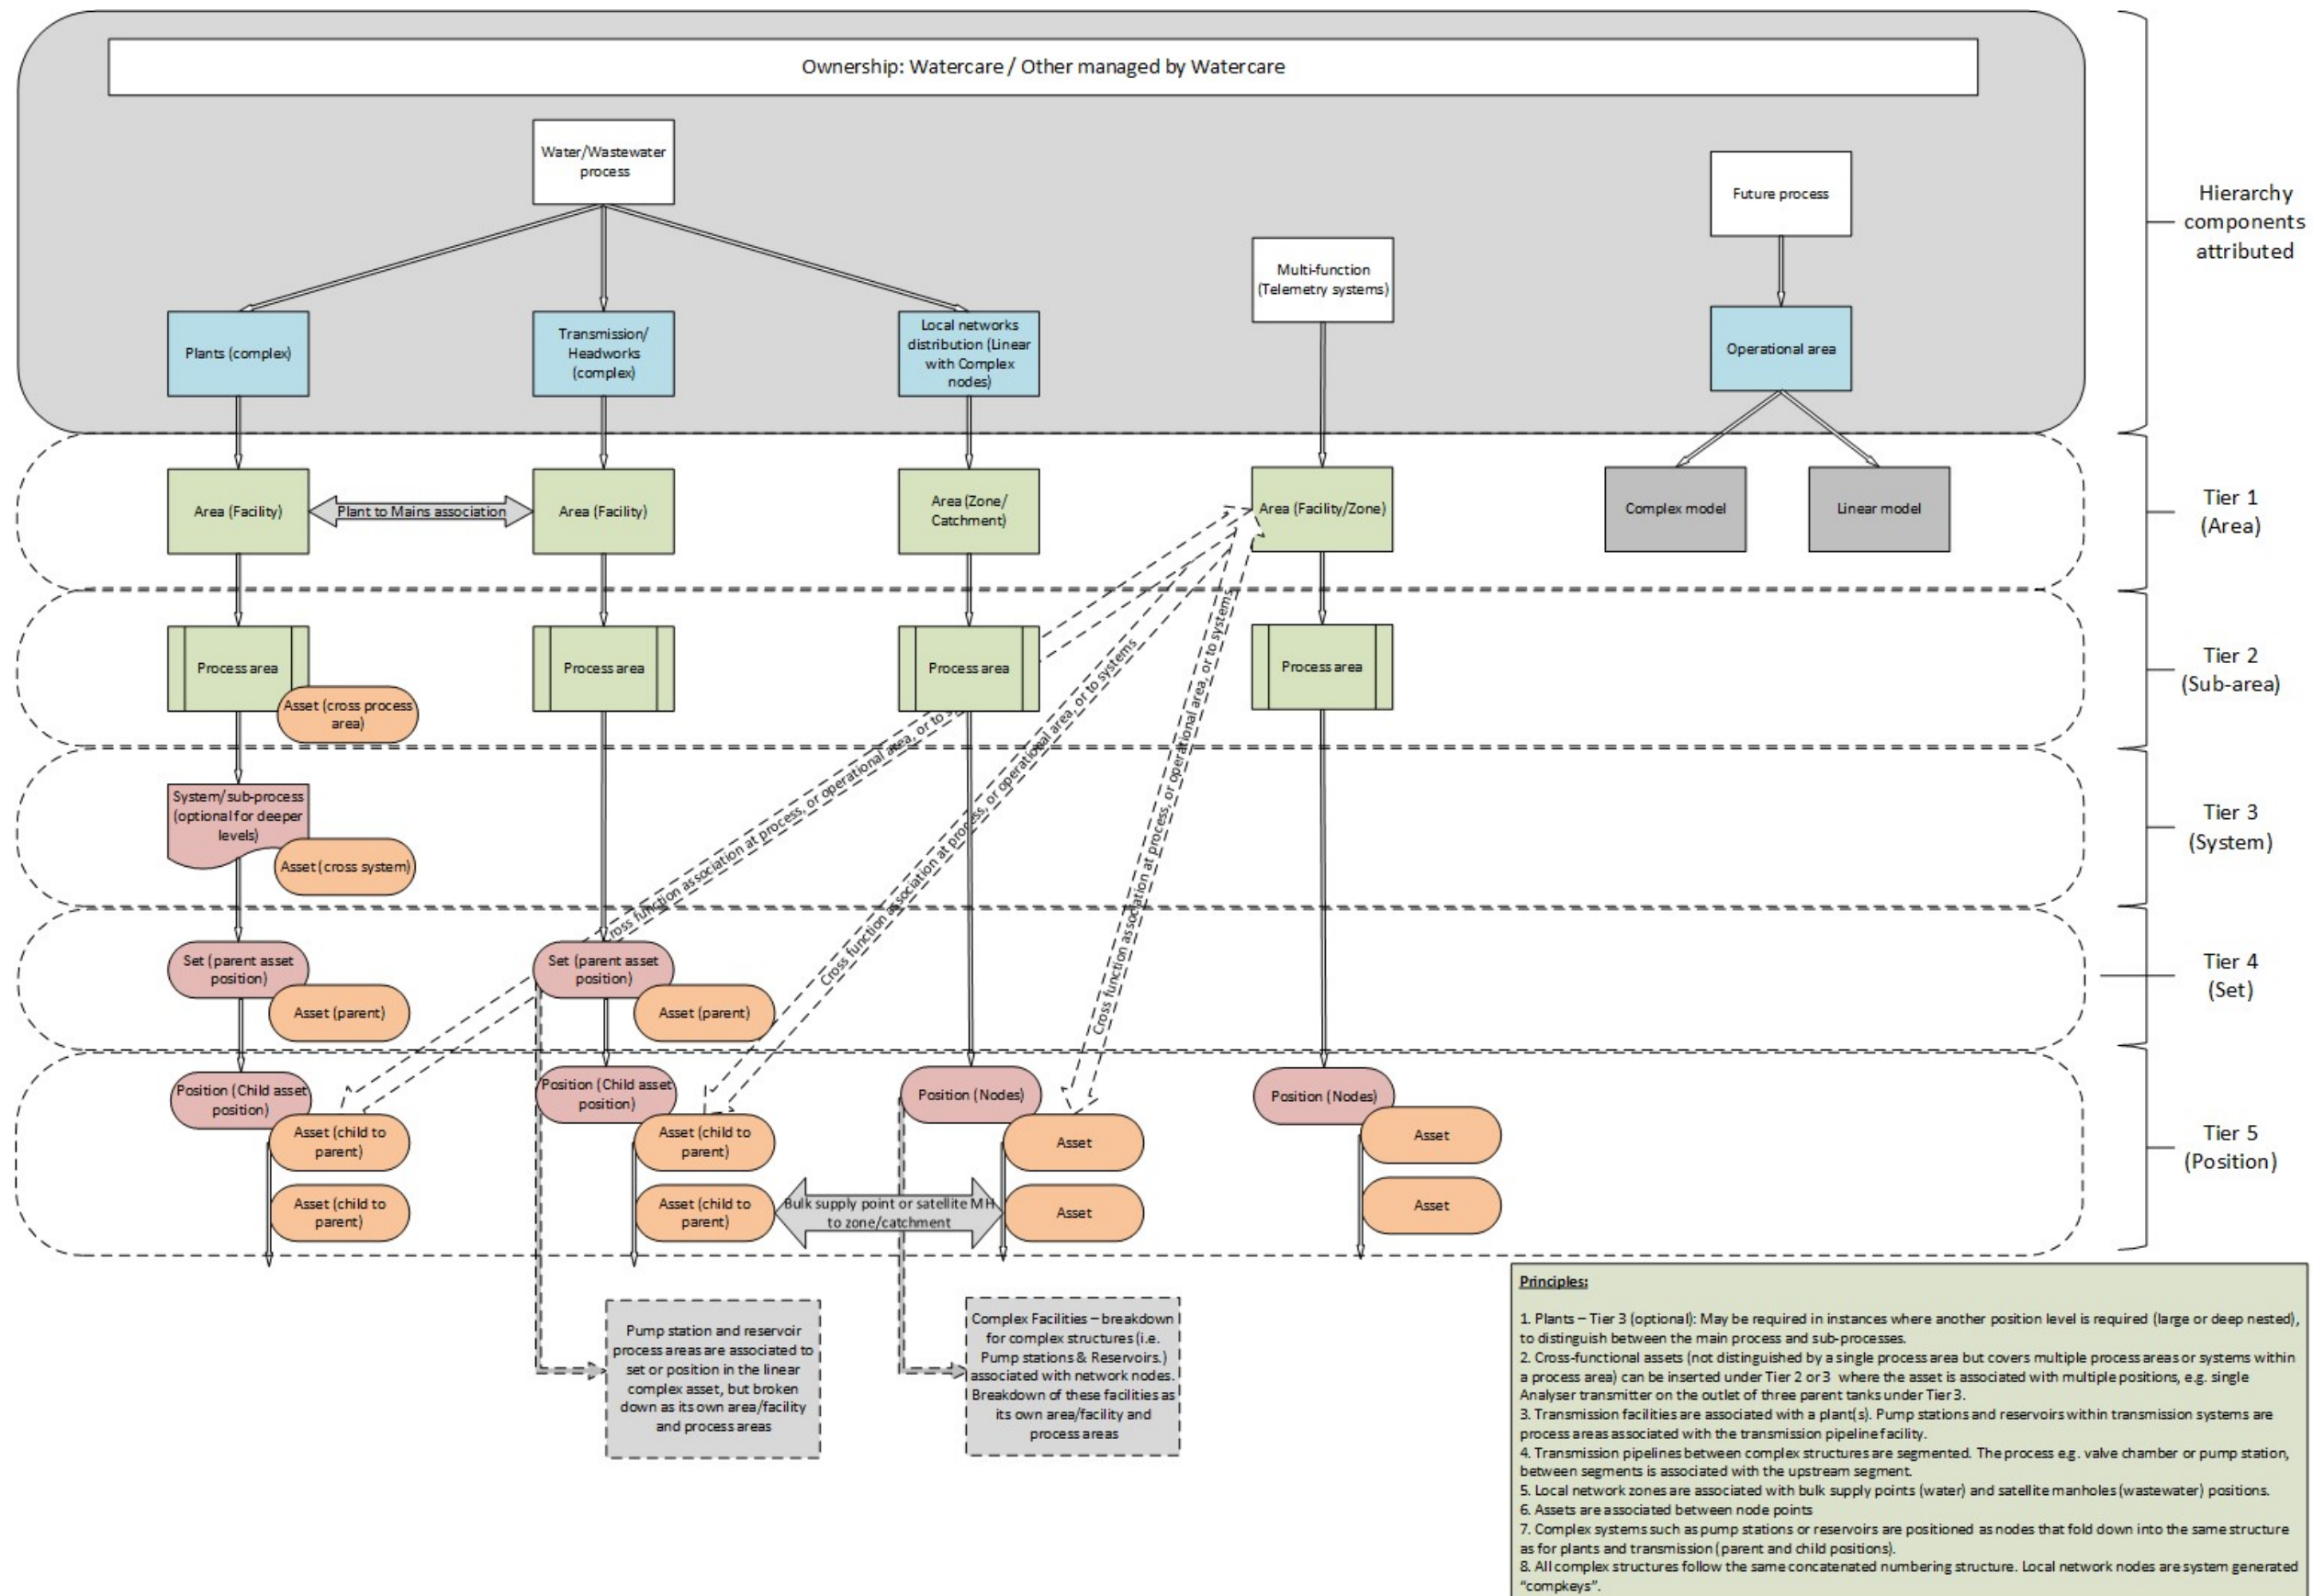 Ownership: Watercare / Other managed by Watercare
Water/Wastewater
process
Future process
Multi-function
(Telemetry systems)
Hierarchy
components
attributed
Plants (complex)
Transmission/
Headworks
(complex)
Local networks
distribution (Linear
with Complex
nodes)
Operational area
Area (Facility)
Plant to Mains association
Area (Facility)
Area (Zone/
Catchment)
Area (Facility/Zone)
Complex model
Linear model
Tier 1
(Area)
Process area
Asset (cross process
area)
Process area
Process area
Process area
Tier 2
(Sub-area)
System/sub-process
(optional for deeper
levels)
Asset (cross system)
Tier 3
(System)
ross function association at process, or operational area, or to s
Cross function association at process, or operational area, or to systems
Cross function association at process, or operational area, or to systems
Set (parent asset
position)
Asset (parent)
Set (parent asset
position)
Asset (parent)
Tier 4
(Set)
Position (Child asset
position)
Asset (child to
parent)
Asset (child to
parent)
Position (Child asset
position)
Asset (child to
parent)
Asset (child to
parent)
Bulk supply point or satellite MH
to zone/catchment
Position (Nodes)
Asset
Asset
Position (Nodes)
Asset
Asset
Tier 5
(Position)
Pump station and reservoir
process areas are associated to
set or position in the linear
complex asset, but broken
down as its own area/facility
and process areas
Complex Facilities – breakdown
for complex structures (i.e.
Pump stations & Reservoirs.)
associated with network nodes.
Breakdown of these facilities as
its own area/facility and
process areas
Principles:
1. Plants – Tier 3 (optional): May be required in instances where another position level is required (large or deep nested),
to distinguish between the main process and sub-processes.
2. Cross-functional assets (not distinguished by a single process area but covers multiple process areas or systems within
a process area) can be inserted under Tier 2 or 3 where the asset is associated with multiple positions, e.g. single
Analyser transmitter on the outlet of three parent tanks under Tier 3.
3. Transmission facilities are associated with a plant(s). Pump stations and reservoirs within transmission systems are
process areas associated with the transmission pipeline facility.
4. Transmission pipelines between complex structures are segmented. The process e.g. valve chamber or pump station,
between segments is associated with the upstream segment.
5. Local network zones are associated with bulk supply points (water) and satellite manholes (wastewater) positions.
6. Assets are associated between node points
7. Complex systems such as pump stations or reservoirs are positioned as nodes that fold down into the same structure
as for plants and transmission (parent and child positions).
8. All complex structures follow the same concatenated numbering structure. Local network nodes are system generated
"compkeys".